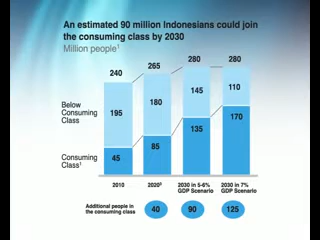 An estimated 90 million Indonesians could join
the consuming class by 2030
Million people¹
240
265
280
280
Below
Consuming
Class
195
180
145
110
Consuming
Class¹
45
85
135
170
2010
2020²
2030 in 5-6%
GDP Scenario
2030 in 7%
GDP Scenario
Additional people in
the consuming class
40
90
125